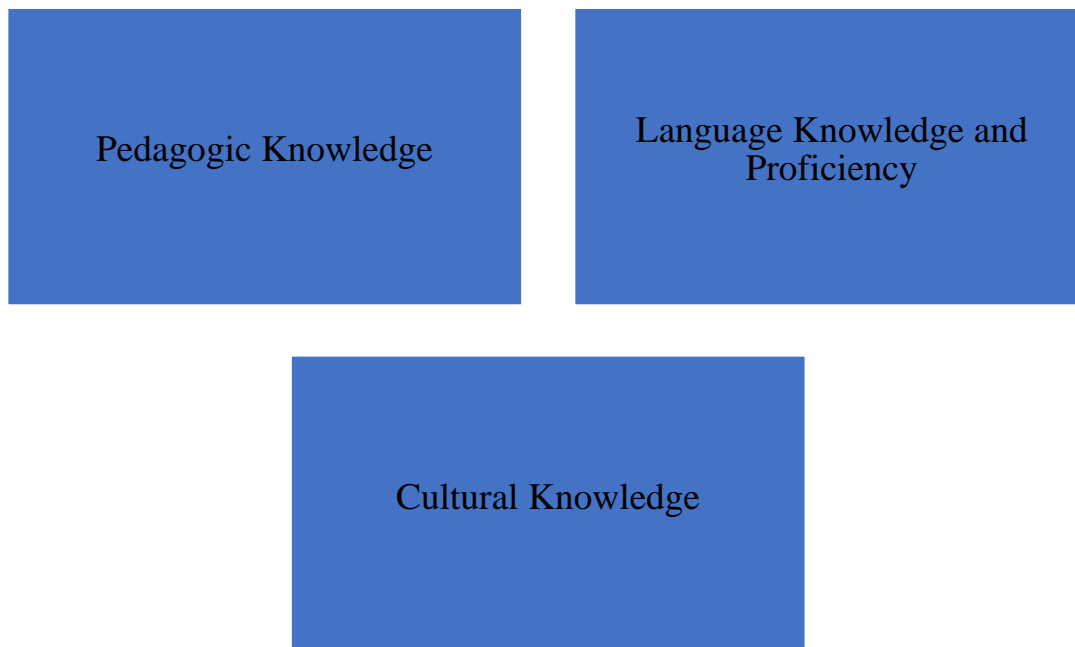 Pedagogic Knowledge
Language Knowledge and
Proficiency
Cultural Knowledge